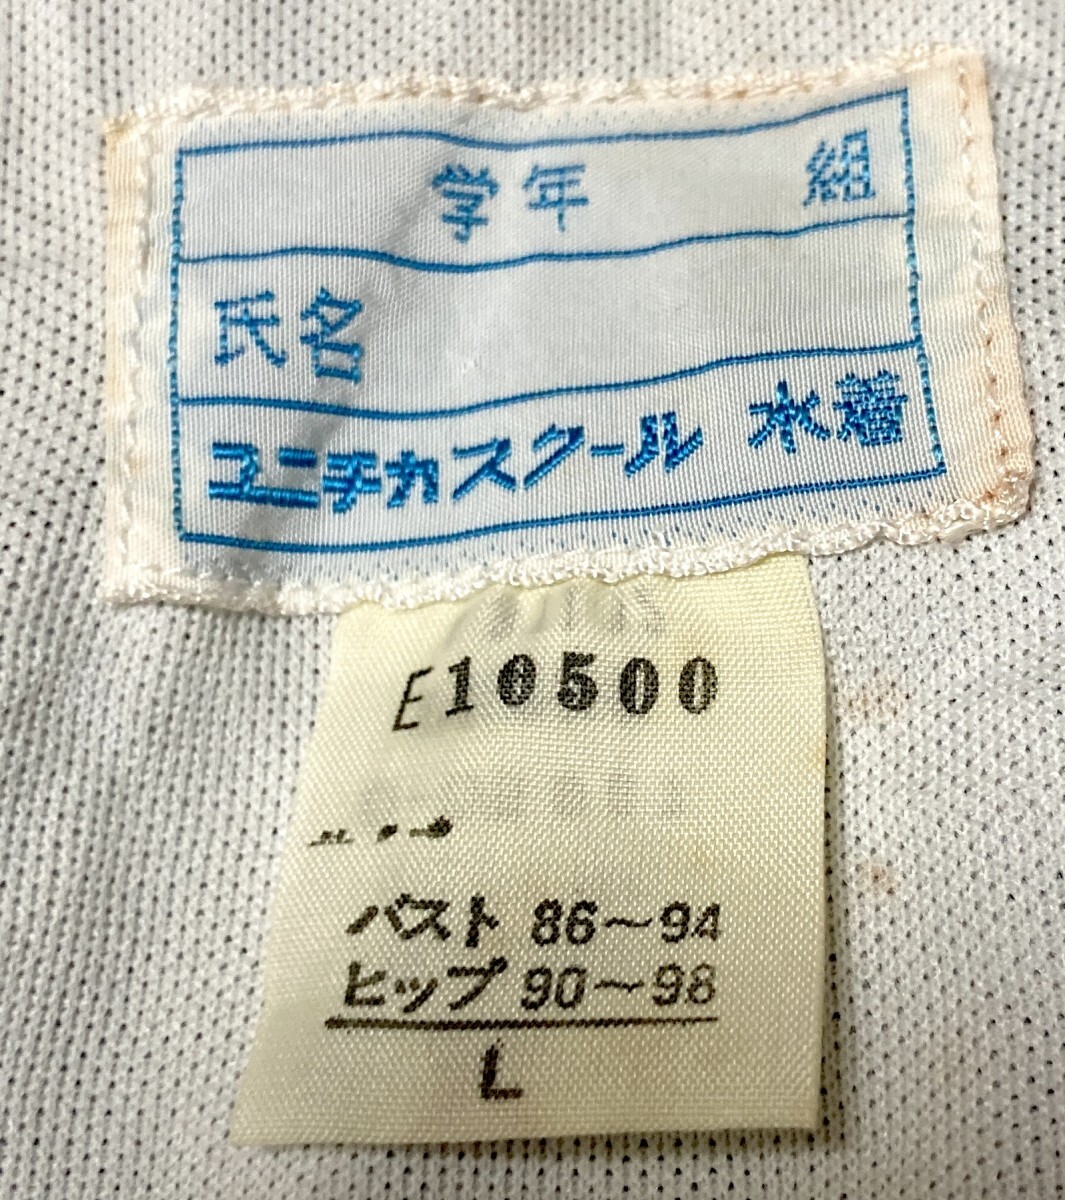 学年 組
氏名
ユニチカスクール 水着
E10500
バスト 86～94
ヒップ 90～98
L